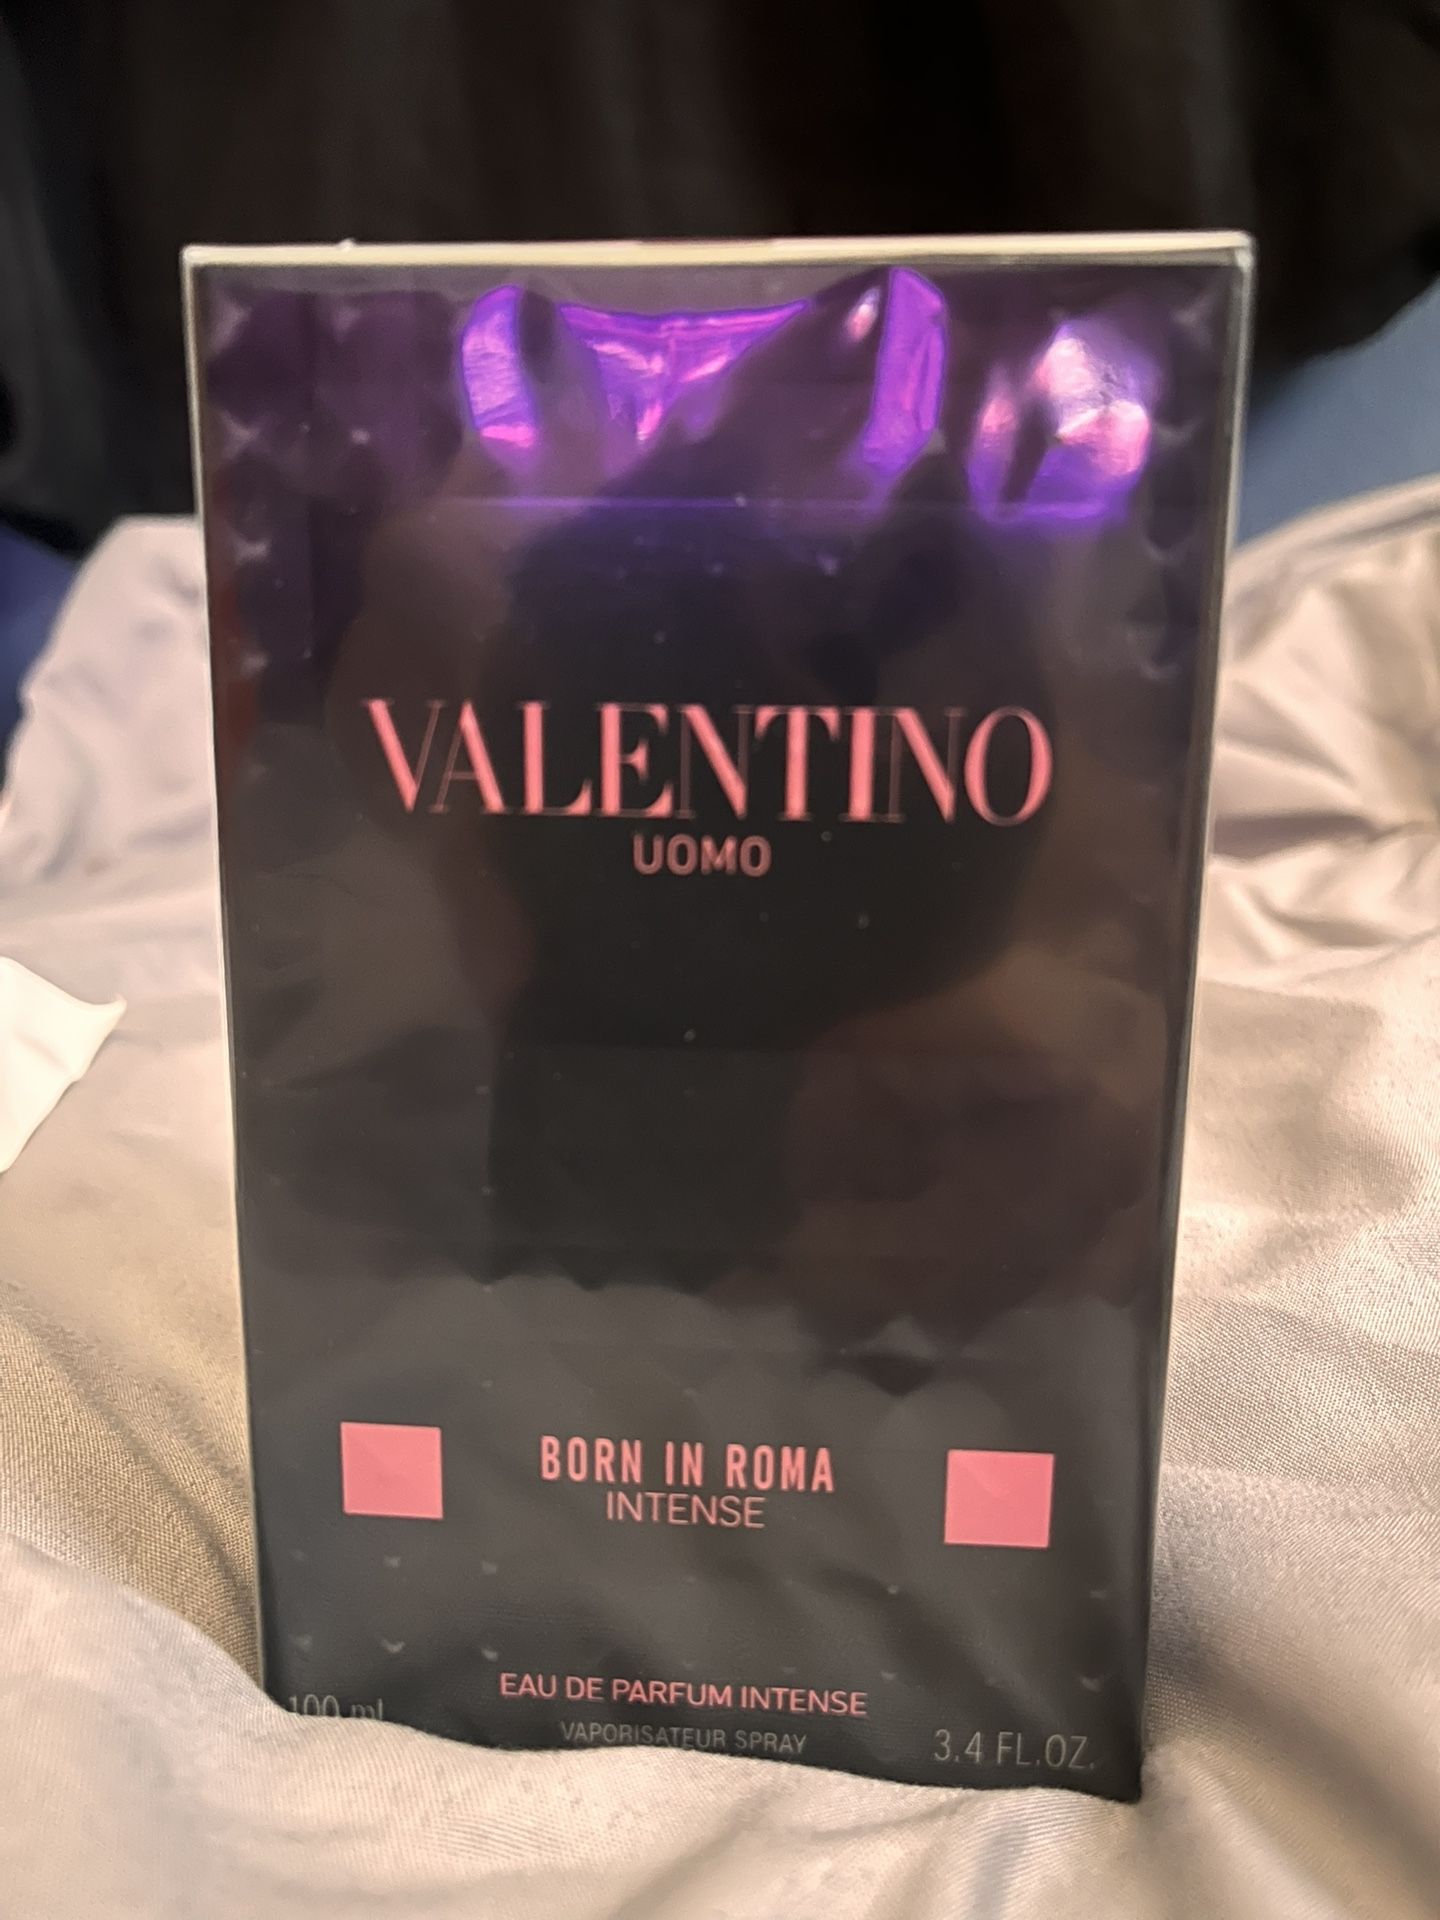 VALENTINO
UOMO
BORN IN ROMA
INTENSE
EAU DE PARFUM INTENSE
100 ml
VAPORISATEUR SPRAY
3.4 FL.OZ.